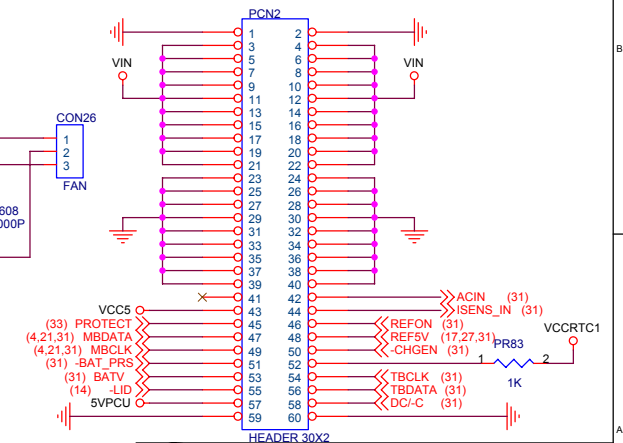 PCN2
1 2
3 4
5 6
VIN 7 8 VIN
9 10
11 12
CON26 13 14
1 15 16
2 17 18
3 19 20
FAN 21 22
23 24
25 26
608 27 28
000P 29 30
31 32
33 34
35 36
37 38
39 40
41 42 ACIN (31)
VCC5 43 44 ISENS_IN (31)
(33) PROTECT 45 46 REFON (31)
(4,21,31) MBDATA 47 48 REF5V (17,27,31)
(4,21,31) MBCLK 49 50 -CHGEN (31)
(31) -BAT_PRS 51 52 1 PR83 2 VCCRTC1
1K
(31) BATV 53 54 TBCLK (31)
(14) -LID 55 56 TBDATA (31)
5VPCU 57 58 DC/-C (31)
59 60
HEADER 30X2
B
A